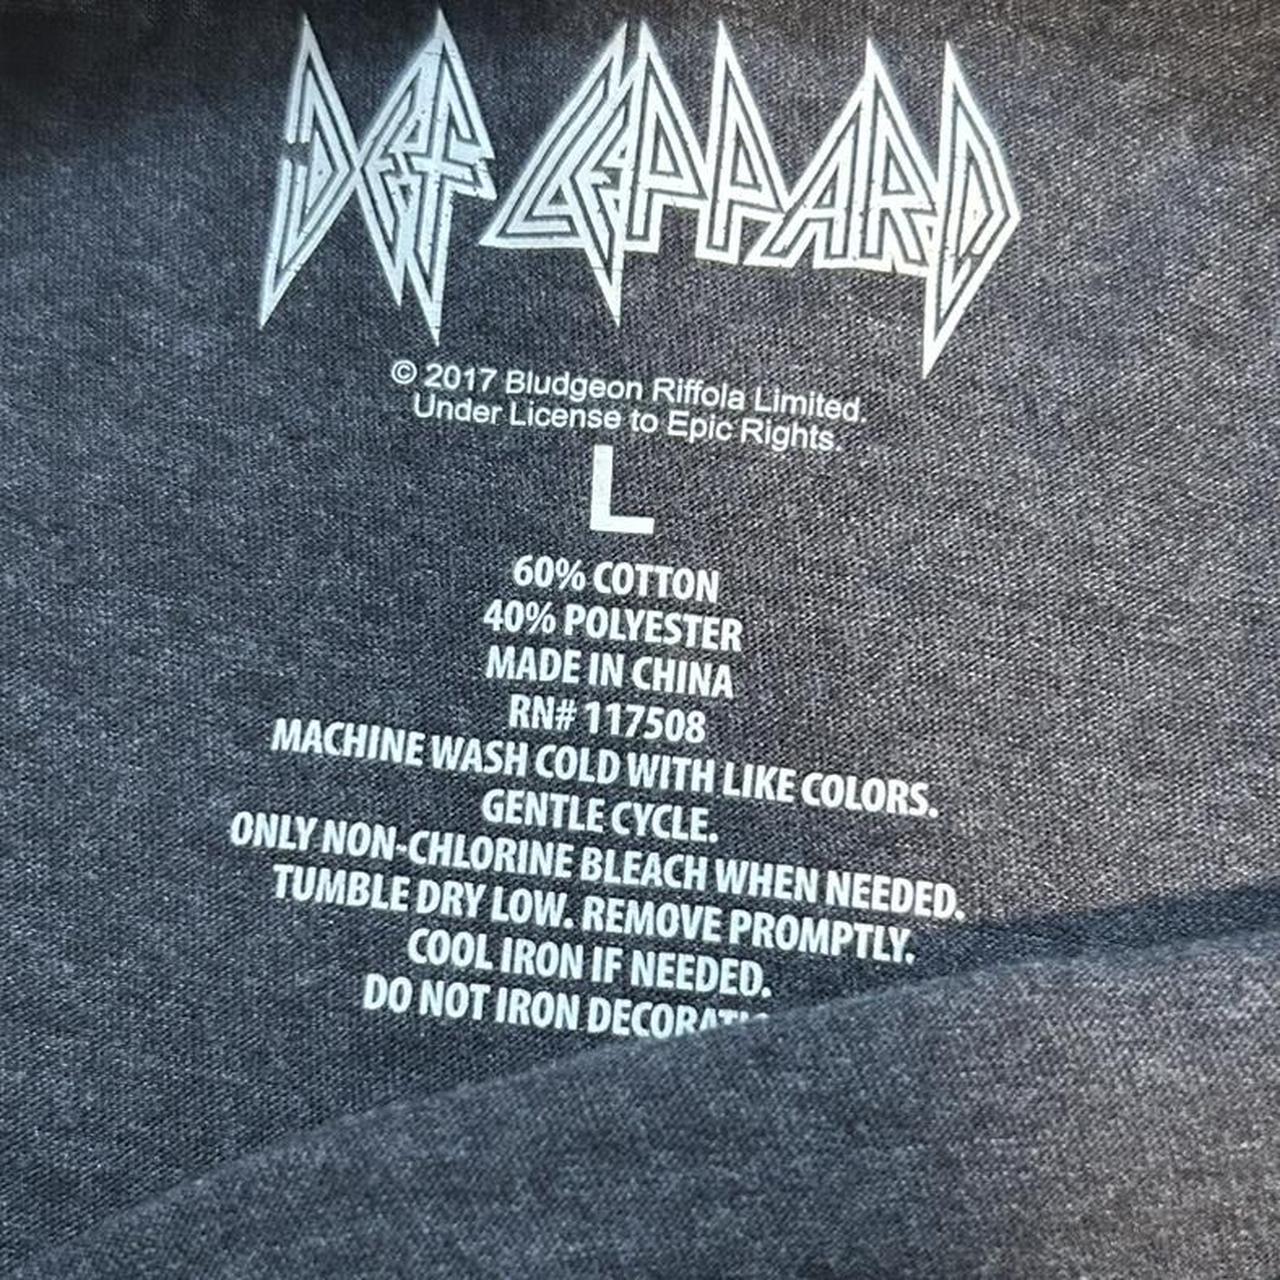 DEF LEPPARD
© 2017 Bludgeon Riffola Limited.
Under License to Epic Rights.
L
60% COTTON
40% POLYESTER
MADE IN CHINA
RN# 117508
MACHINE WASH COLD WITH LIKE COLORS.
GENTLE CYCLE.
ONLY NON-CHLORINE BLEACH WHEN NEEDED.
TUMBLE DRY LOW. REMOVE PROMPTLY.
COOL IRON IF NEEDED.
DO NOT IRON